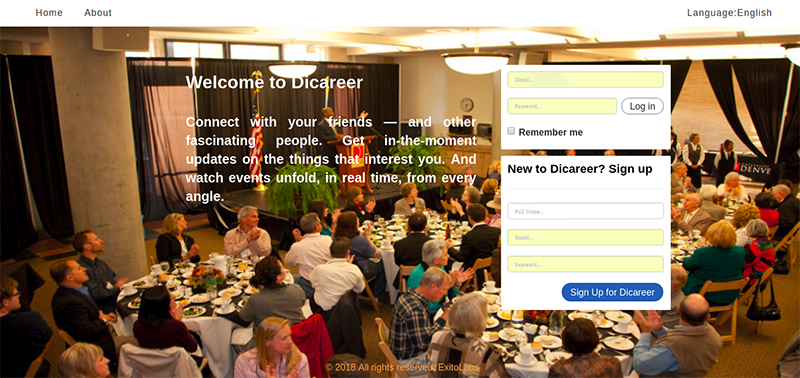 Home About Language:English
Welcome to Dicareer
Connect with your friends — and other
fascinating people. Get in-the-moment
updates on the things that interest you. And
watch events unfold, in real time, from every
angle.
Email...
Password... Log in
Remember me
New to Dicareer? Sign up
Full Name...
Email...
Password...
Sign Up for Dicareer
DENVE
© 2018 All rights reserved. ExitoLabs